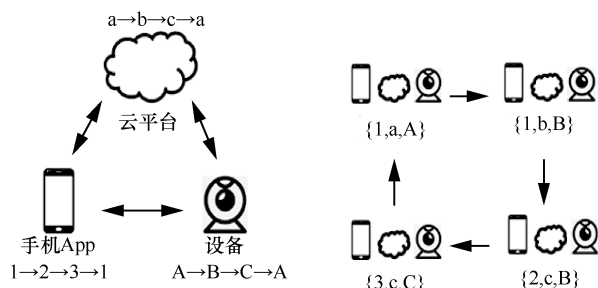 a→b→c→a
云平台
手机App
1→2→3→1
设备
A→B→C→A
{1,a,A}
{1,b,B}
{3,c,C}
{2,c,B}